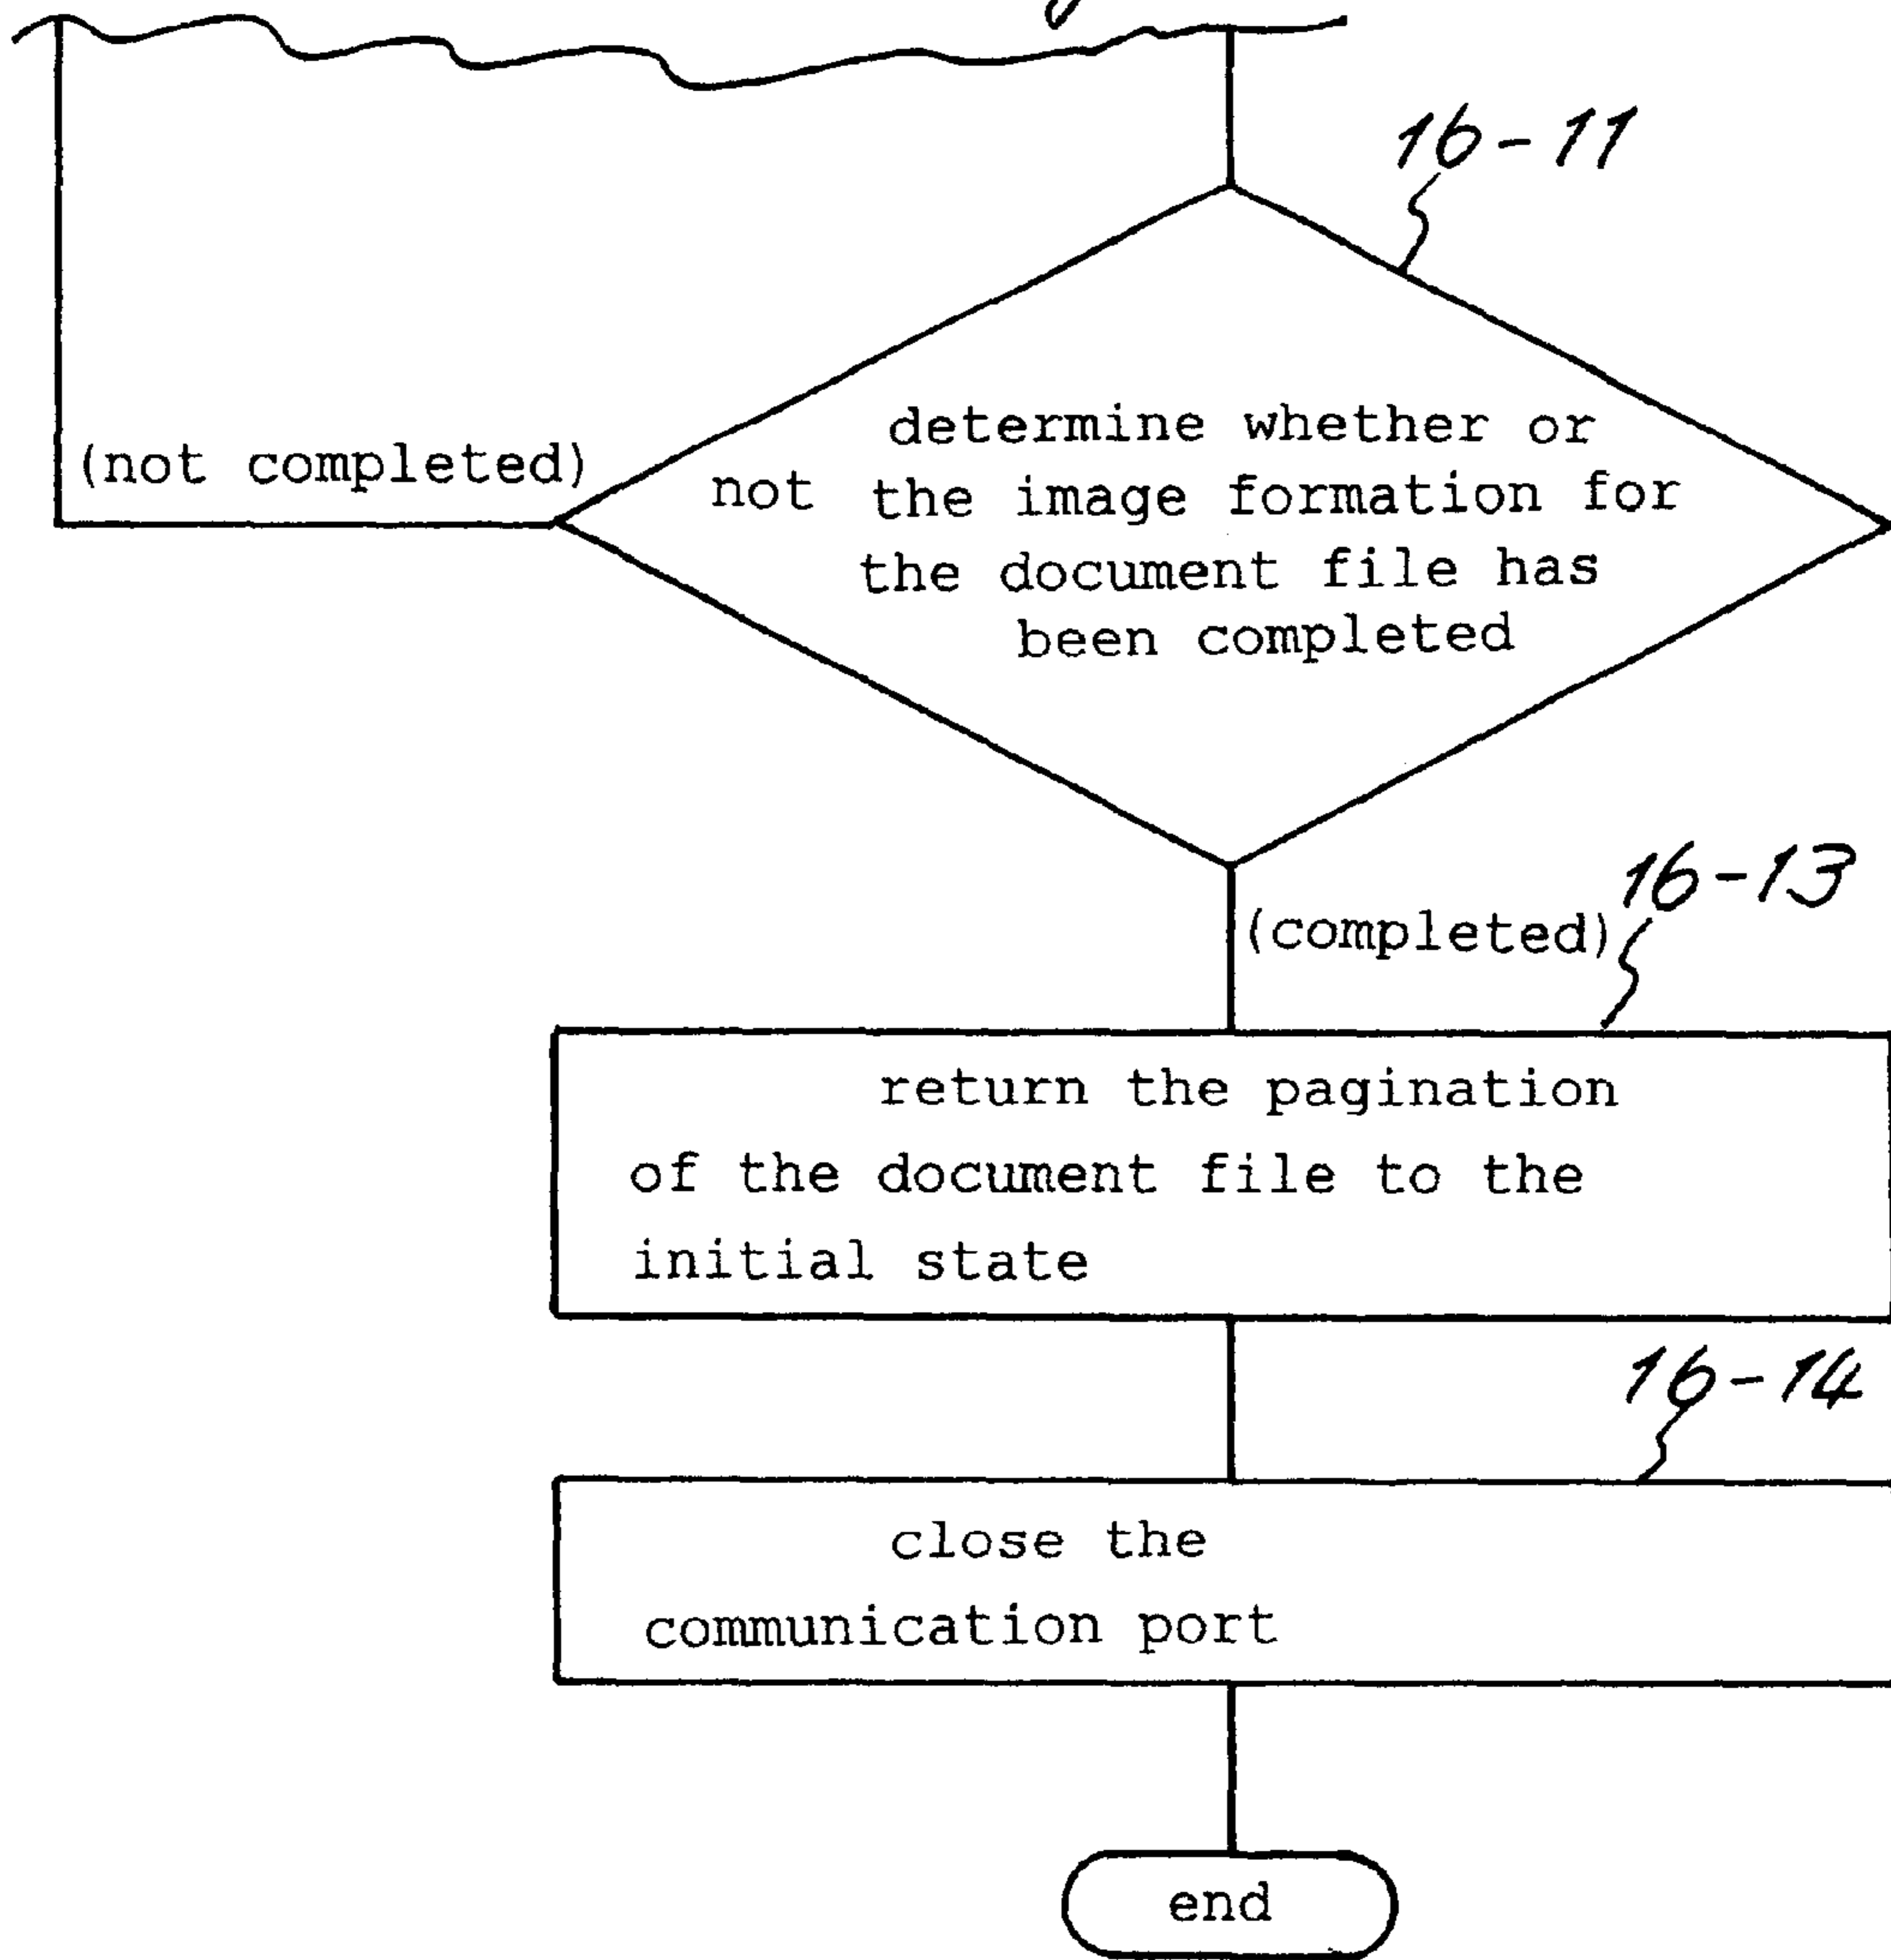 16-11
determine whether or
(not completed)
not the image formation for
the document file has
been completed
16-13
(completed)
return the pagination
of the document file to the
initial state
16-14
close the
communication port
end